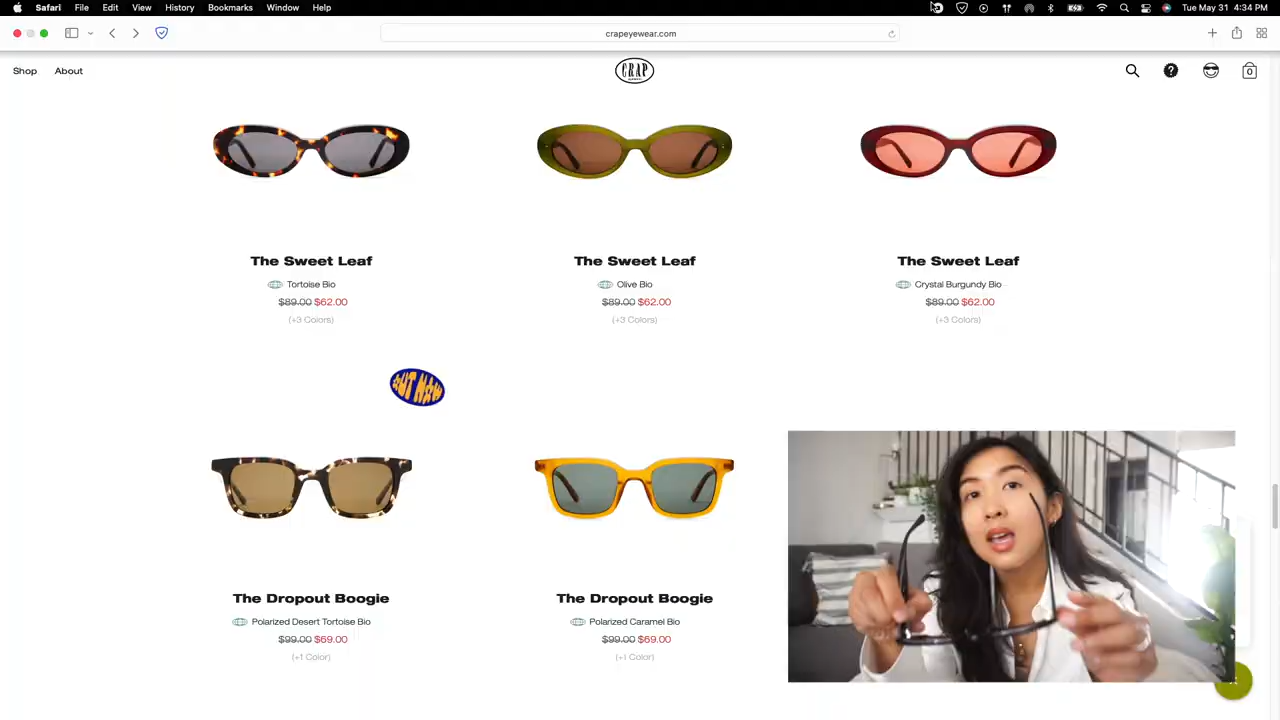 Safari File Edit View History Bookmarks Window Help Tue May 31 4:34 PM
crapeyewear.com
Shop About CRAP 0
The Sweet Leaf The Sweet Leaf The Sweet Leaf
Tortoise Bio Olive Bio Crystal Burgundy Bio
$89.00 $62.00 $89.00 $62.00 $89.00 $62.00
(+3 Colors) (+3 Colors) (+3 Colors)
OUT NOW
The Dropout Boogie The Dropout Boogie
Polarized Desert Tortoise Bio Polarized Caramel Bio
$99.00 $69.00 $99.00 $69.00
(+1 Color) (+1 Color)